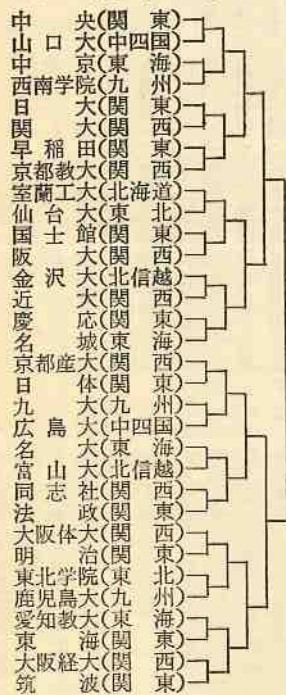 中央(関東)
山口大(中四国)
中京(東海)
西南学院(九州)
日大(関東)
関大(関西)
早稲田(関東)
京都教大(関西)
室蘭工大(北海道)
仙台大(東北)
国士館(関東)
阪大(関西)
金沢大(北信越)
近大(関西)
慶応(関東)
名城(東海)
京都産大(関西)
日体(関東)
九大(九州)
広島大(中四国)
名大(東海)
富山大(北信越)
同志社(関西)
法政(関東)
大阪体大(関西)
明治(関東)
東北学院(東北)
鹿児島大(九州)
愛知教大(東海)
東海(関東)
大阪経大(関西)
筑波(関東)